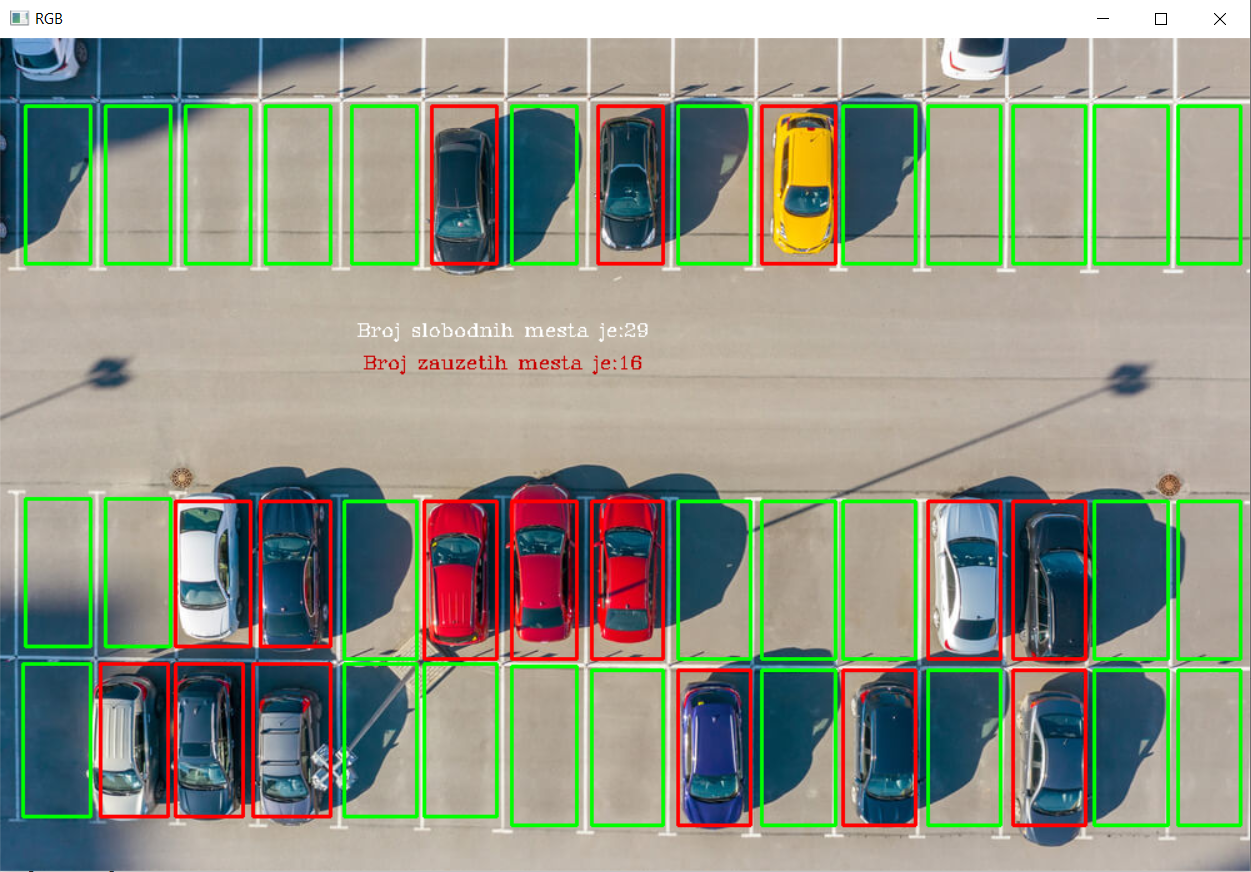 RGB
Broj slobodnih mesta je:29
Broj zauzetih mesta je:16